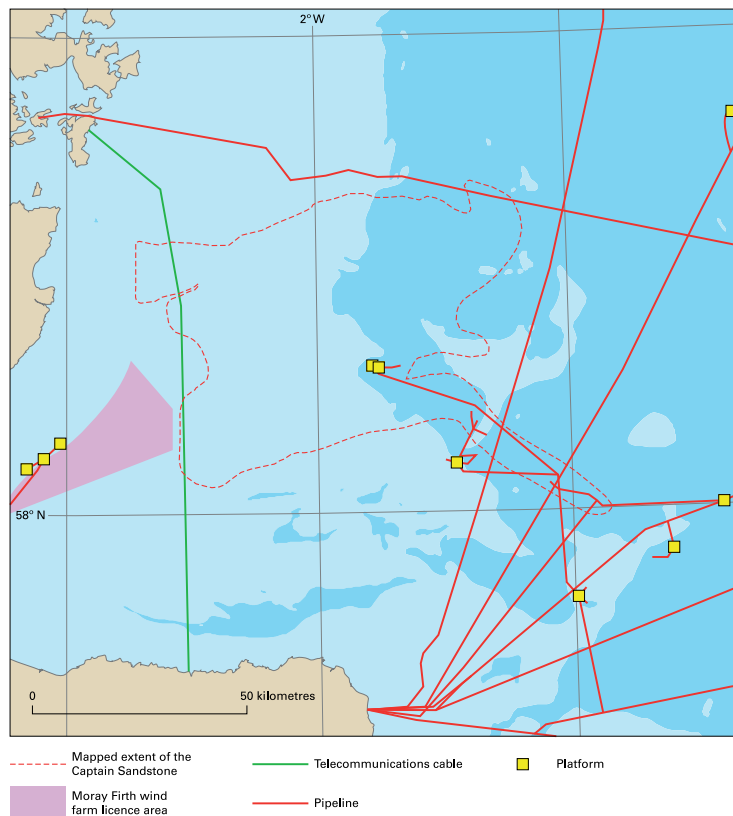 2° W
58° N
0
50 kilometres
Mapped extent of the
Captain Sandstone
Telecommunications cable
Platform
Moray Firth wind
farm licence area
Pipeline